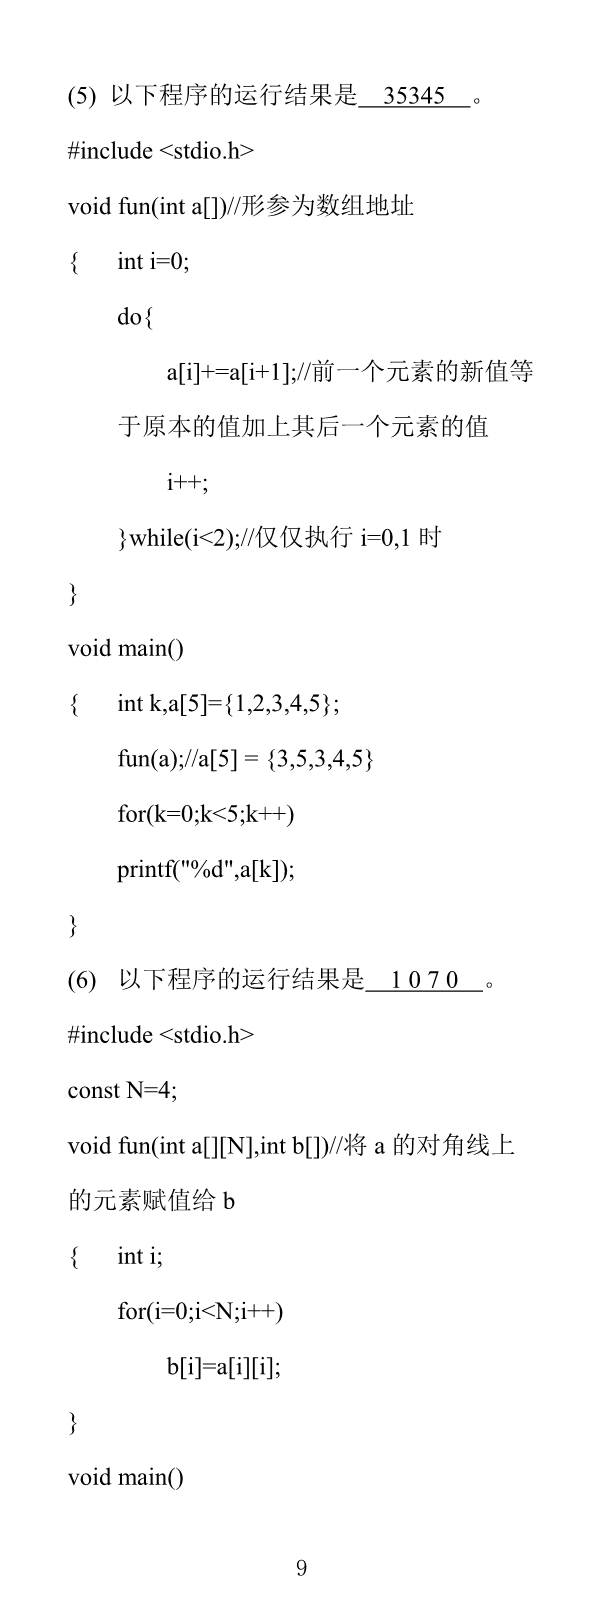 (5) 以下程序的运行结果是 35345 。
#include <stdio.h>
void fun(int a[])//形参为数组地址
{ int i=0;
do{
a[i]+=a[i+1];//前一个元素的新值等
于原本的值加上其后一个元素的值
i++;
}while(i<2);//仅仅执行 i=0,1 时
}
void main()
{ int k,a[5]={1,2,3,4,5};
fun(a);//a[5] = {3,5,3,4,5}
for(k=0;k<5;k++)
printf("%d",a[k]);
}
(6) 以下程序的运行结果是 1 0 7 0 。
#include <stdio.h>
const N=4;
void fun(int a[][N],int b[])//将 a 的对角线上
的元素赋值给 b
{ int i;
for(i=0;i<N;i++)
b[i]=a[i][i];
}
void main()
9